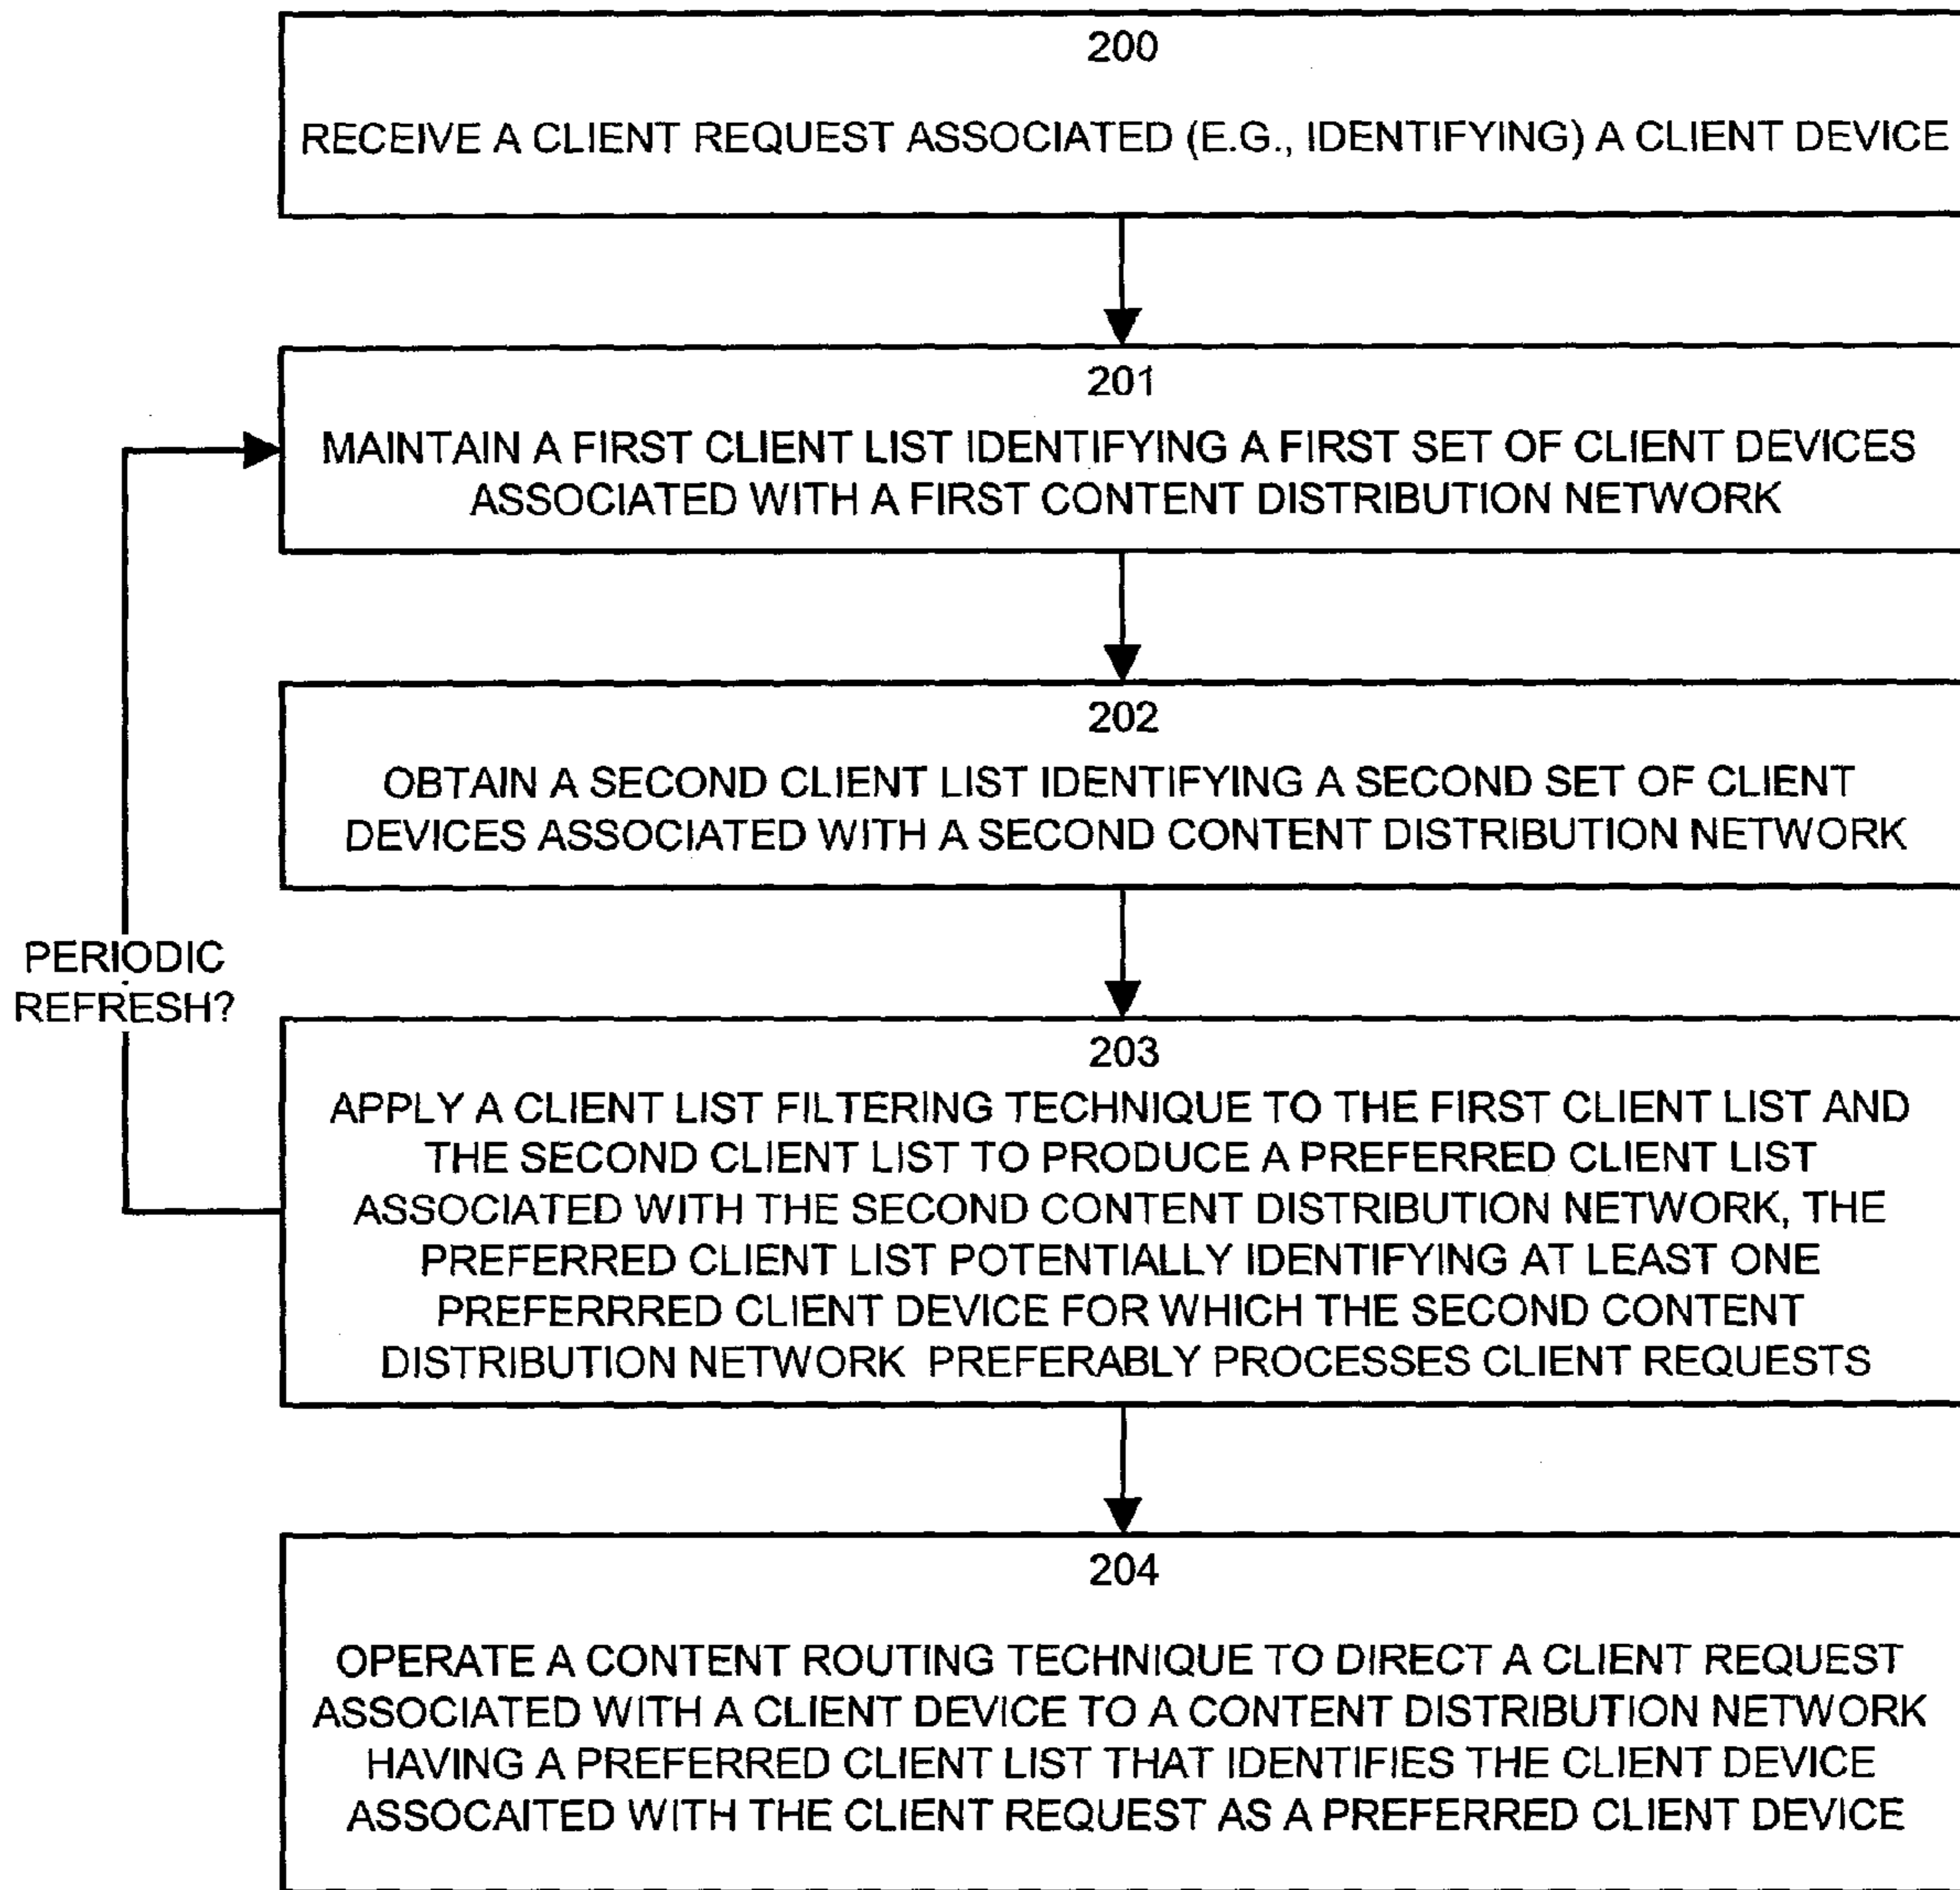 200
RECEIVE A CLIENT REQUEST ASSOCIATED (E.G., IDENTIFYING) A CLIENT DEVICE
201
MAINTAIN A FIRST CLIENT LIST IDENTIFYING A FIRST SET OF CLIENT DEVICES
ASSOCIATED WITH A FIRST CONTENT DISTRIBUTION NETWORK
202
OBTAIN A SECOND CLIENT LIST IDENTIFYING A SECOND SET OF CLIENT
DEVICES ASSOCIATED WITH A SECOND CONTENT DISTRIBUTION NETWORK
PERIODIC
REFRESH?
203
APPLY A CLIENT LIST FILTERING TECHNIQUE TO THE FIRST CLIENT LIST AND
THE SECOND CLIENT LIST TO PRODUCE A PREFERRED CLIENT LIST
ASSOCIATED WITH THE SECOND CONTENT DISTRIBUTION NETWORK, THE
PREFERRED CLIENT LIST POTENTIALLY IDENTIFYING AT LEAST ONE
PREFERRRED CLIENT DEVICE FOR WHICH THE SECOND CONTENT
DISTRIBUTION NETWORK PREFERABLY PROCESSES CLIENT REQUESTS
204
OPERATE A CONTENT ROUTING TECHNIQUE TO DIRECT A CLIENT REQUEST
ASSOCIATED WITH A CLIENT DEVICE TO A CONTENT DISTRIBUTION NETWORK
HAVING A PREFERRED CLIENT LIST THAT IDENTIFIES THE CLIENT DEVICE
ASSOCAITED WITH THE CLIENT REQUEST AS A PREFERRED CLIENT DEVICE